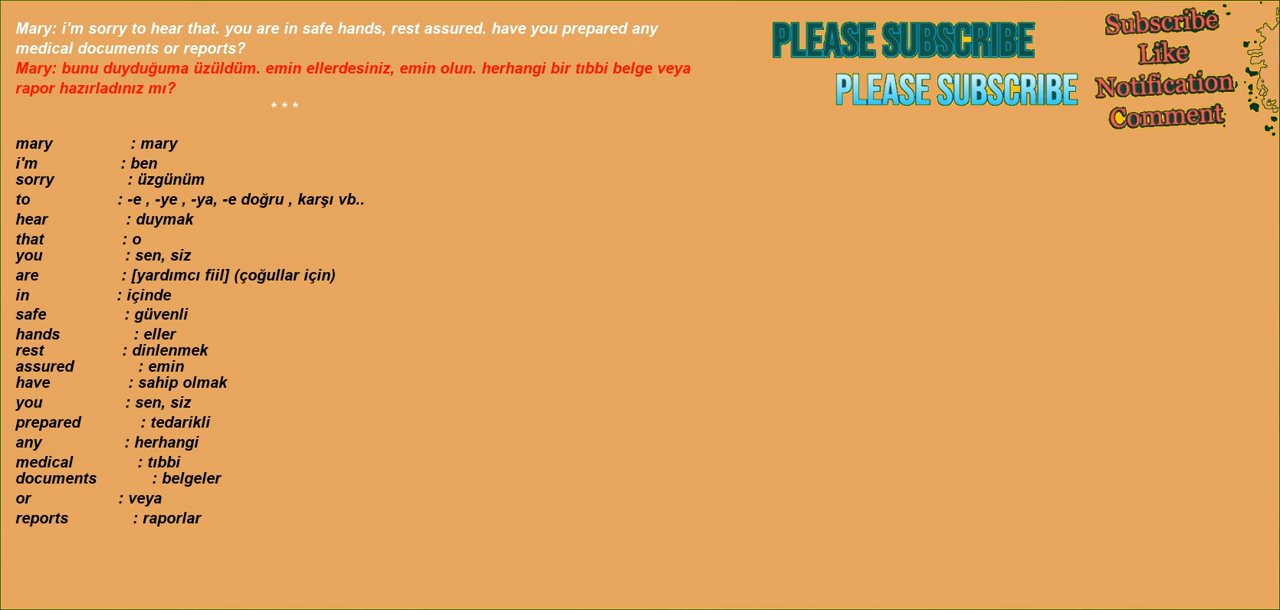 Mary: i'm sorry to hear that. you are in safe hands, rest assured. have you prepared any
medical documents or reports?
Mary: bunu duyduğuma üzüldüm. emin ellerdesiniz, emin olun. herhangi bir tıbbi belge veya
rapor hazırladınız mı?
* * *
mary : mary
i'm : ben
sorry : üzgünüm
to : -e , -ye , -ya, -e doğru , karşı vb..
hear : duymak
that : o
you : sen, siz
are : [yardımcı fiil] (çoğullar için)
in : içinde
safe : güvenli
hands : eller
rest : dinlenmek
assured : emin
have : sahip olmak
you : sen, siz
prepared : tedarikli
any : herhangi
medical : tıbbi
documents : belgeler
or : veya
reports : raporlar
PLEASE SUBSCRIBE
PLEASE SUBSCRIBE
Subscribe
Like
Notification
Comment